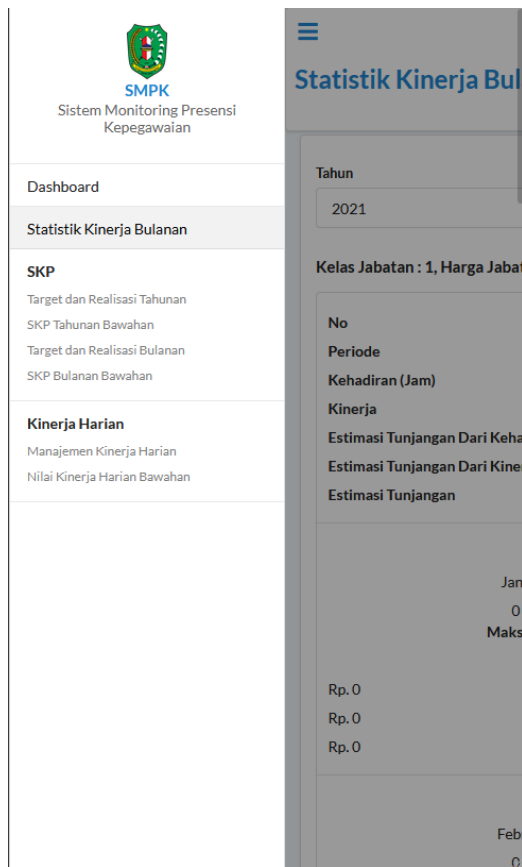 SMPK
Sistem Monitoring Presensi
Kepegawaian
Dashboard
Statistik Kinerja Bulanan
SKP
Target dan Realisasi Tahunan
SKP Tahunan Bawahan
Target dan Realisasi Bulanan
SKP Bulanan Bawahan
Kinerja Harian
Manajemen Kinerja Harian
Nilai Kinerja Harian Bawahan
Statistik Kinerja Bul
Tahun
2021
Kelas Jabatan : 1, Harga Jabat
No
Periode
Kehadiran (Jam)
Kinerja
Estimasi Tunjangan Dari Keha
Estimasi Tunjangan Dari Kiner
Estimasi Tunjangan
Jan
0
Maks
Rp. 0
Rp. 0
Rp. 0
Feb
0